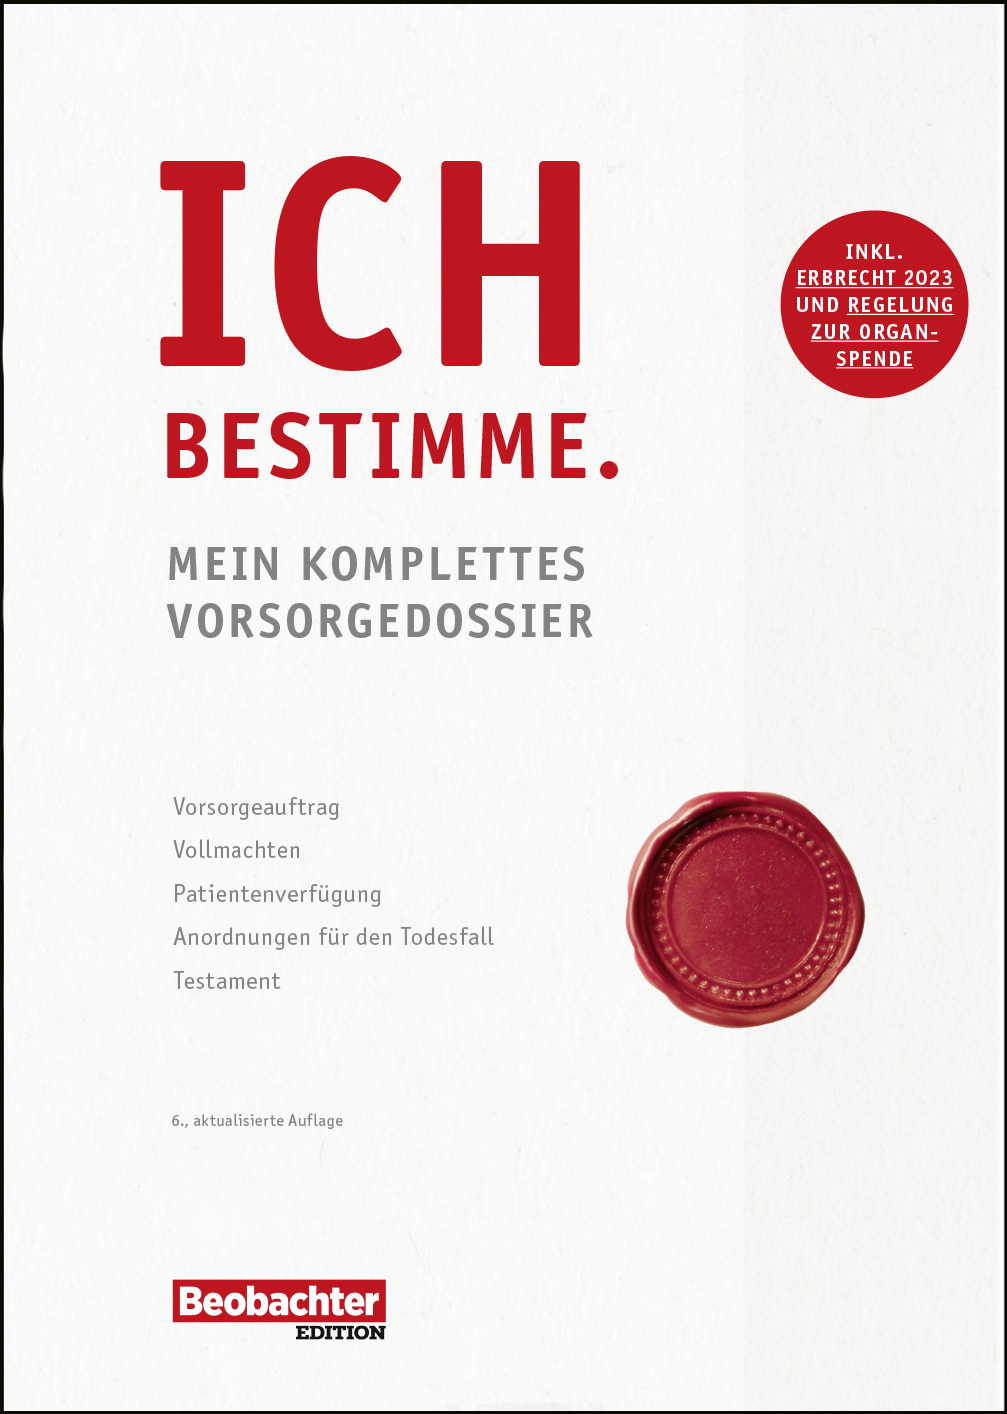 ICH
BESTIMME.
INKL.
ERBRECHT 2023
UND REGELUNG
ZUR ORGAN-
SPENDE
MEIN KOMPLETTES
VORSORGEDOSSIER
Vorsorgeauftrag
Vollmachten
Patientenverfügung
Anordnungen für den Todesfall
Testament
6., aktualisierte Auflage
Beobachter
EDITION